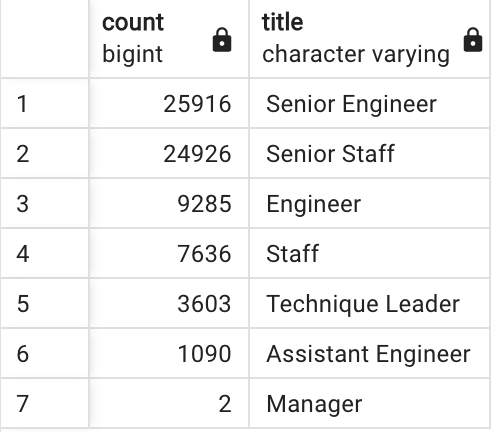 count title
bigint character varying
1 25916 Senior Engineer
2 24926 Senior Staff
3 9285 Engineer
4 7636 Staff
5 3603 Technique Leader
6 1090 Assistant Engineer
7 2 Manager